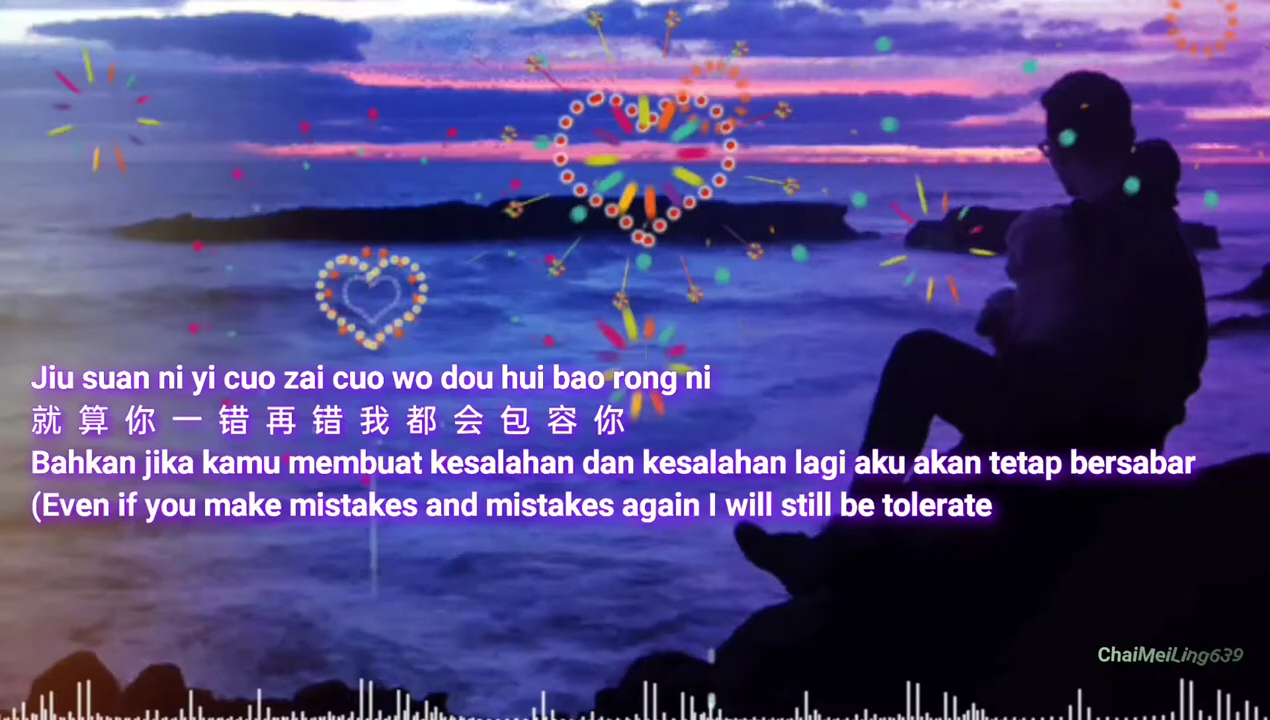 Jiu suan ni yi cuo zai cuo wo dou hui bao rong ni
就 算 你 一 错 再 错 我 都 会 包 容 你
Bahkan jika kamu membuat kesalahan dan kesalahan lagi aku akan tetap bersabar
(Even if you make mistakes and mistakes again I will still be tolerate
ChaiMeiLing639